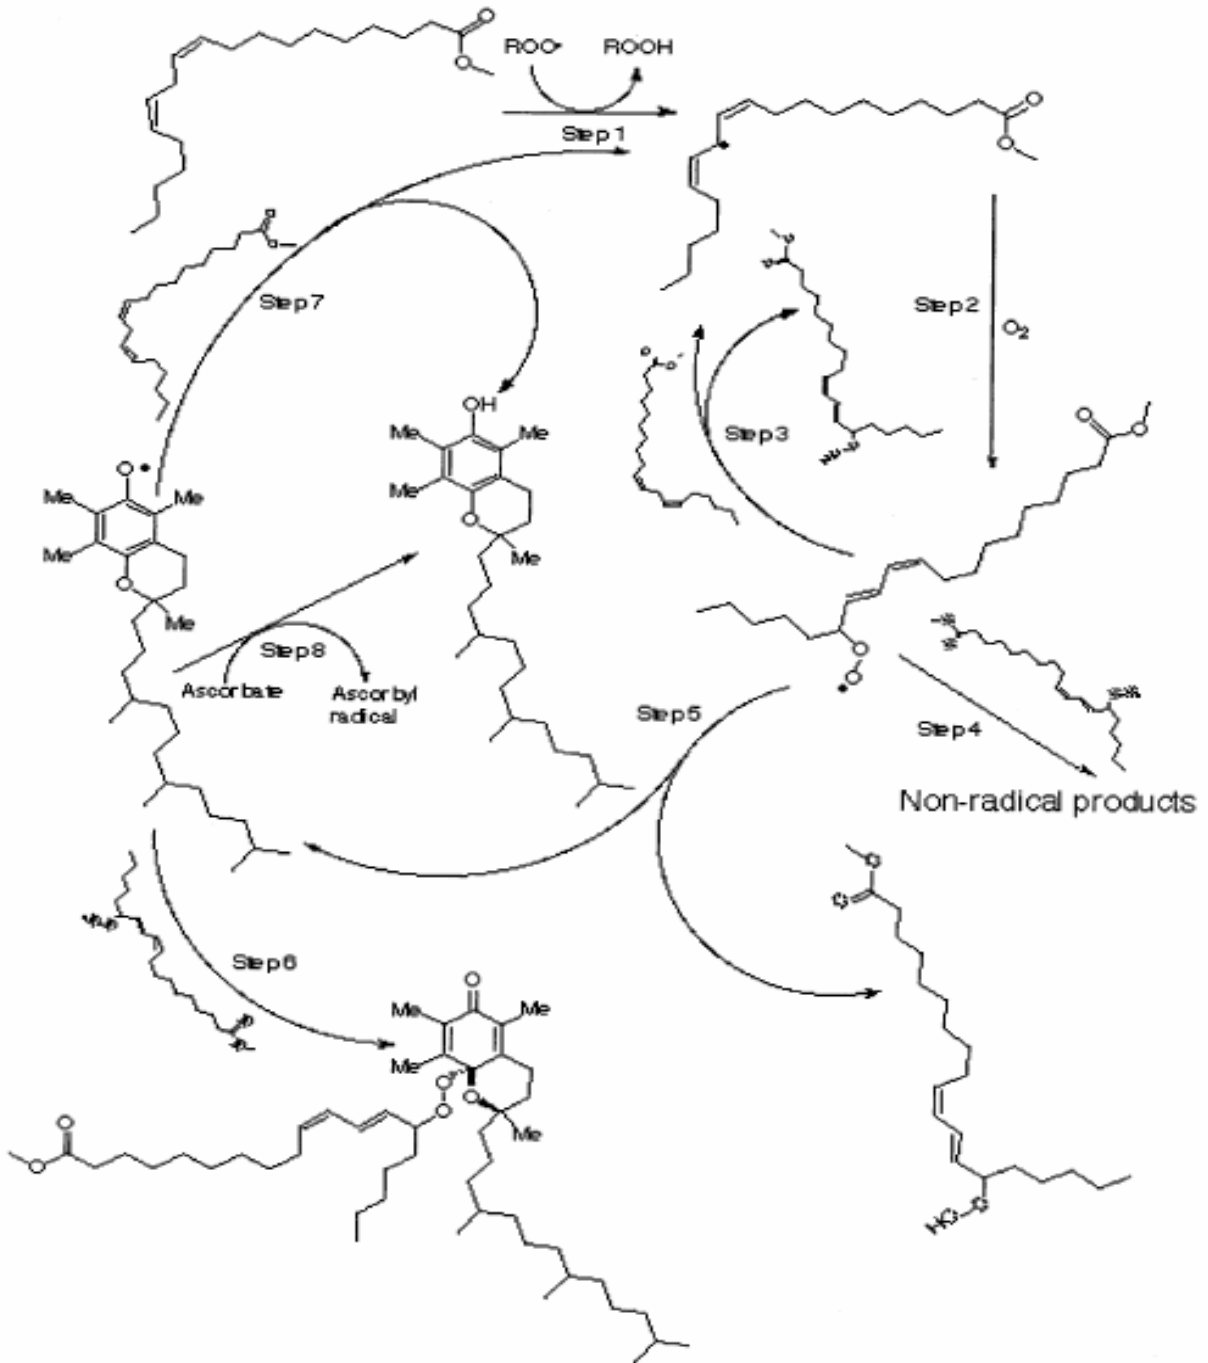 O
O
ROO•
ROOH
Step 1
O
O
Step 7
Step 2
O2
Step 3
OH
Me
Me
Me
O
Me
O •
Me
Me
Me
O
Me
Step 8
Ascorbate
Ascorbyl
radical
O
O
O
O
•
Step 5
Step 4
Non-radical products
Step 6
O
Me
Me
Me
O
O
O
Me
O
O
HO